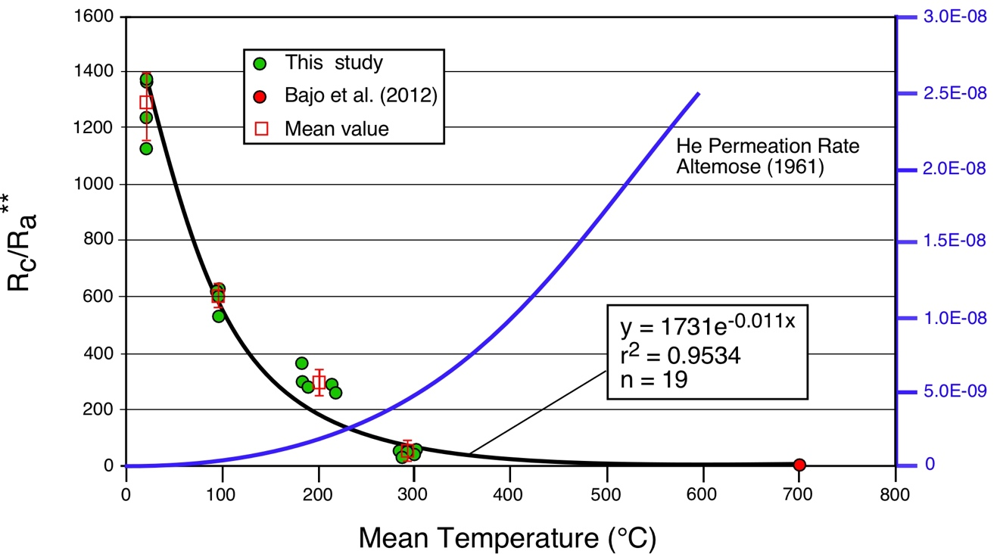 1600
1400
1200
1000
800
600
400
200
0
Rc/Ra**
This study
Bajo et al. (2012)
Mean value
3.0E-08
2.5E-08
2.0E-08
1.5E-08
1.0E-08
5.0E-09
0
He Permeation Rate
Altemose (1961)
y = 1731e-0.011x
r2 = 0.9534
n = 19
0 100 200 300 400 500 600 700 800
Mean Temperature (°C)